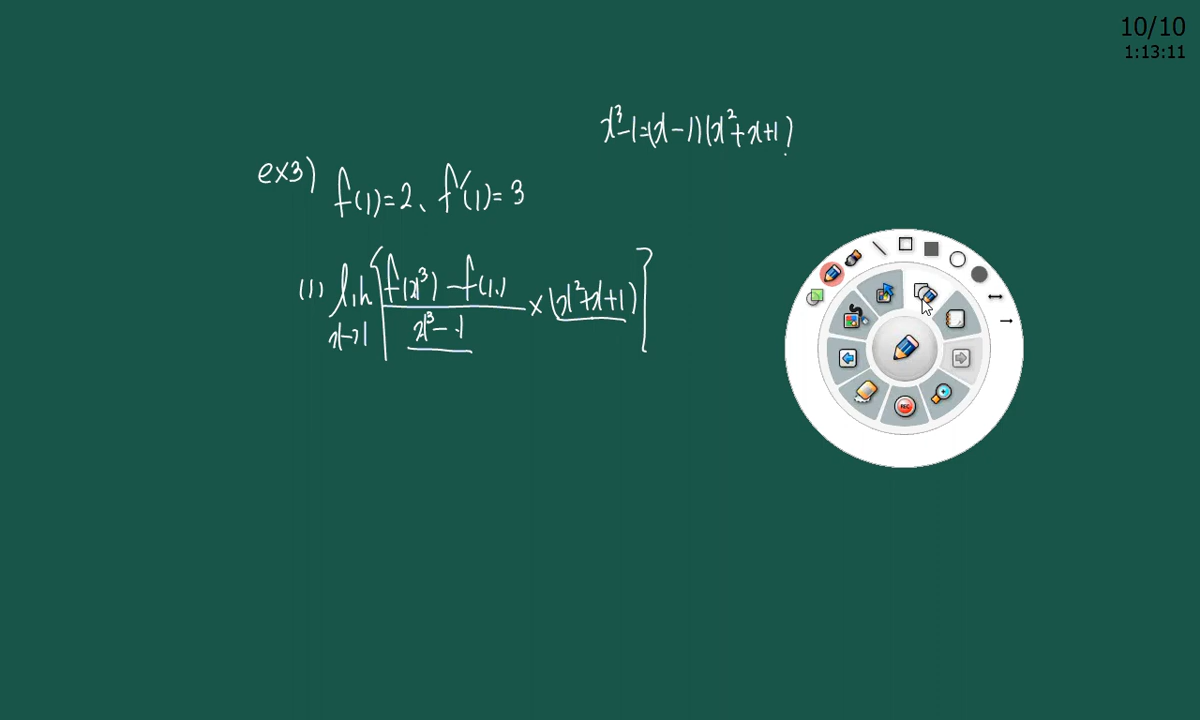 10/10
1:13:11
x³-1=(x-1)(x²+x+1)
ex3) f(1)=2、f'(1)=3
(1) lim x→1 [f(x³)-f(1)/x³-1 × (x²+x+1)]
REC